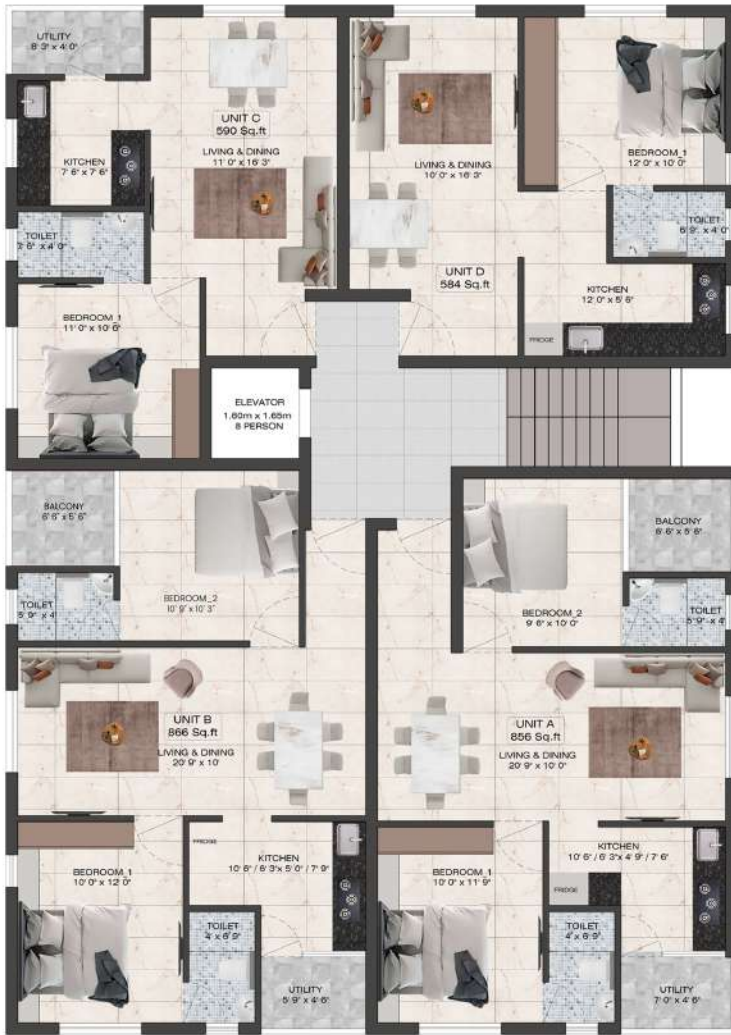 UTILITY
8'3" x 4'0"
UNIT C
590 Sq.ft
LIVING & DINING
11'0" x 16'3"
KITCHEN
7'6" x 7'6"
TOILET
7'6" x 4'0"
BEDROOM_1
11'0" x 10'6"
LIVING & DINING
10'0" x 16'3"
UNIT D
584 Sq.ft
BEDROOM_1
12'0" x 10'0"
TOILET
6'9" x 4'0"
KITCHEN
12'0" x 5'6"
FRIDGE
ELEVATOR
1.60m x 1.65m
8 PERSON
BALCONY
6'6" x 5'6"
TOILET
5'9" x 4'
BEDROOM_2
10'9" x 10'3"
BALCONY
6'6" x 5'6"
BEDROOM_2
9'6" x 10'0"
TOILET
5'9" x 4'
UNIT B
866 Sq.ft
LIVING & DINING
20'9" x 10'
UNIT A
856 Sq.ft
LIVING & DINING
20'9" x 10'0"
FRIDGE
KITCHEN
10'6" / 6'3" x 5'0" / 7'9"
BEDROOM_1
10'0" x 12'0"
TOILET
4' x 6'9"
UTILITY
5'9" x 4'6"
KITCHEN
10'6" / 6'3" x 4'9" / 7'6"
FRIDGE
BEDROOM_1
10'0" x 11'9"
TOILET
4' x 6'9"
UTILITY
7'0" x 4'6"